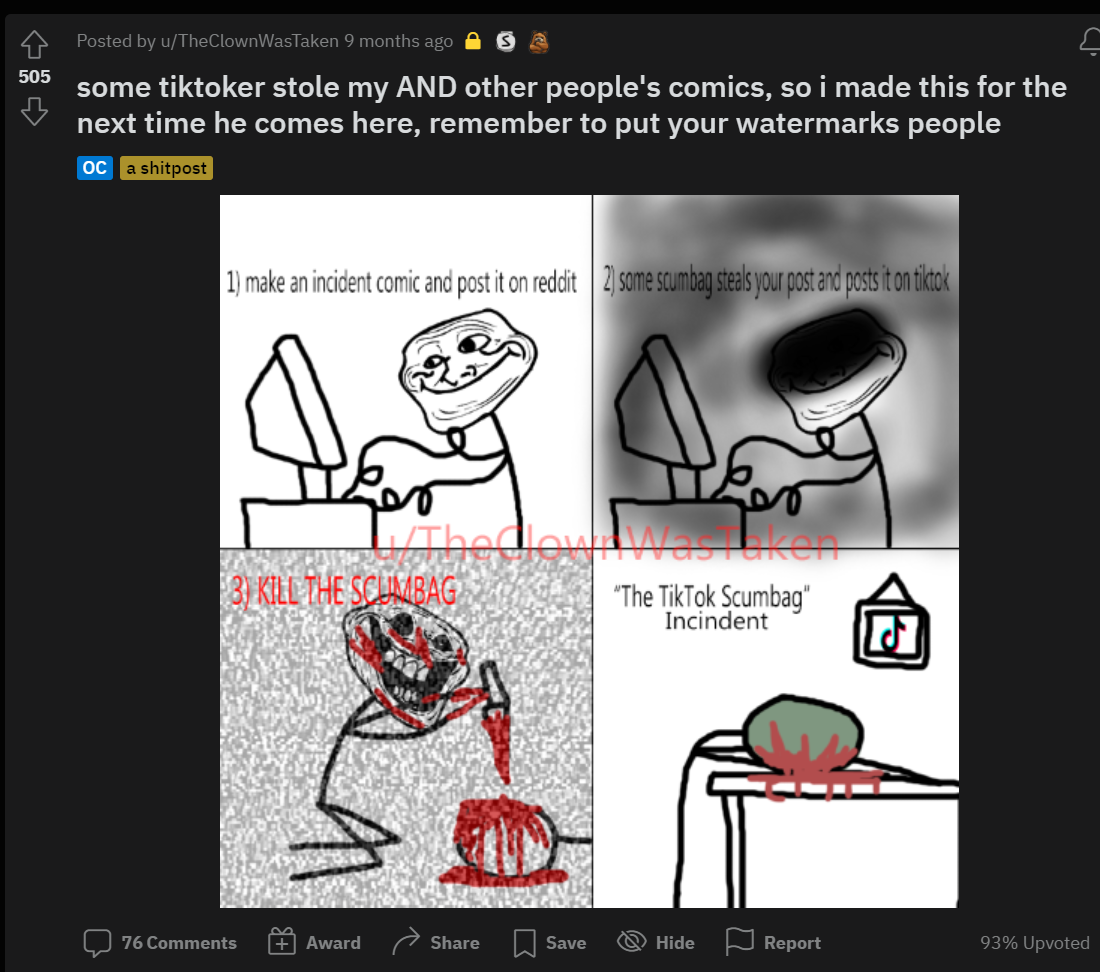 Posted by u/TheClownWasTaken 9 months ago
505
some tiktoker stole my AND other people's comics, so i made this for the
next time he comes here, remember to put your watermarks people
OC a shitpost
1) make an incident comic and post it on reddit
2) some scumbag steals your post and posts it on tiktok
u/TheClownWasTaken
3) KILL THE SCUMBAG
"The TikTok Scumbag"
Incindent
76 Comments Award Share Save Hide Report 93% Upvoted